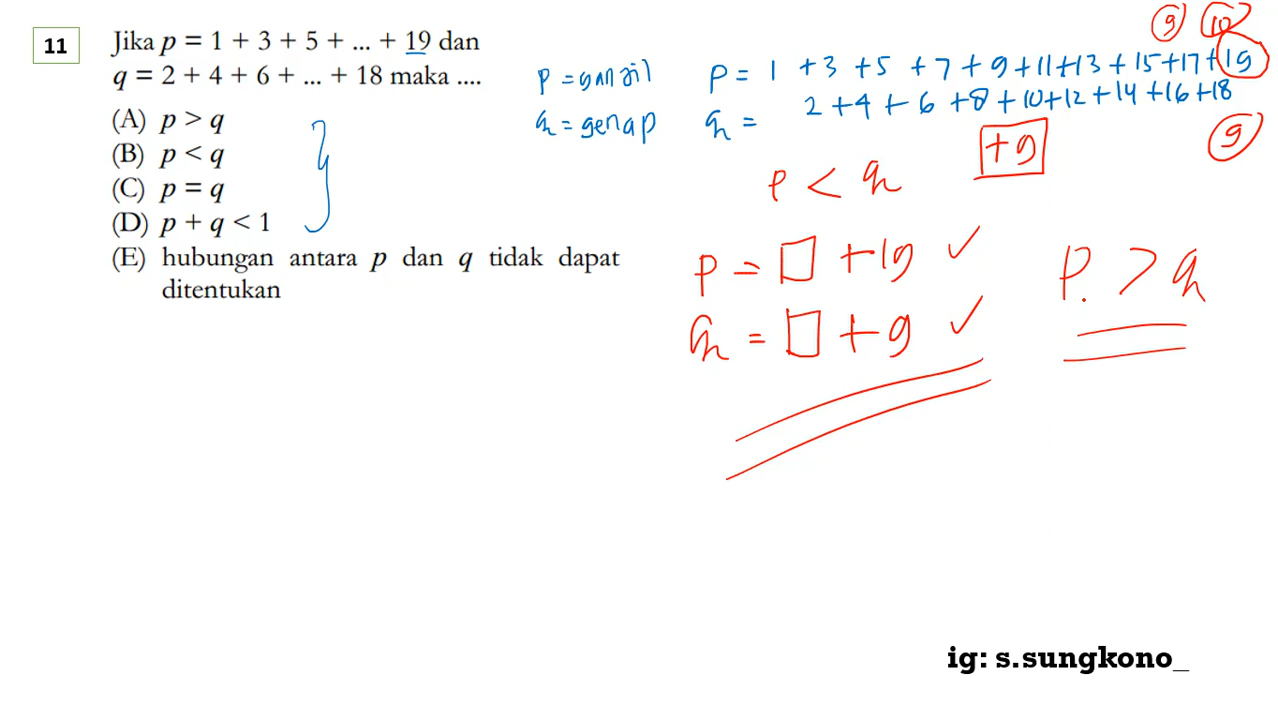 11
Jika p = 1 + 3 + 5 + ... + 19 dan
q = 2 + 4 + 6 + ... + 18 maka ....
(A) p > q
(B) p < q
(C) p = q
(D) p + q < 1
(E) hubungan antara p dan q tidak dapat
ditentukan
p = ganjil
q = genap
9 10
p = 1 + 3 + 5 + 7 + 9 + 11 + 13 + 15 + 17 + 19
q = 2 + 4 + 6 + 8 + 10 + 12 + 14 + 16 + 18
+9
9
p < q
p = □ + 19 ✓
q = □ + 9 ✓
p. > q
ig: s.sungkono_